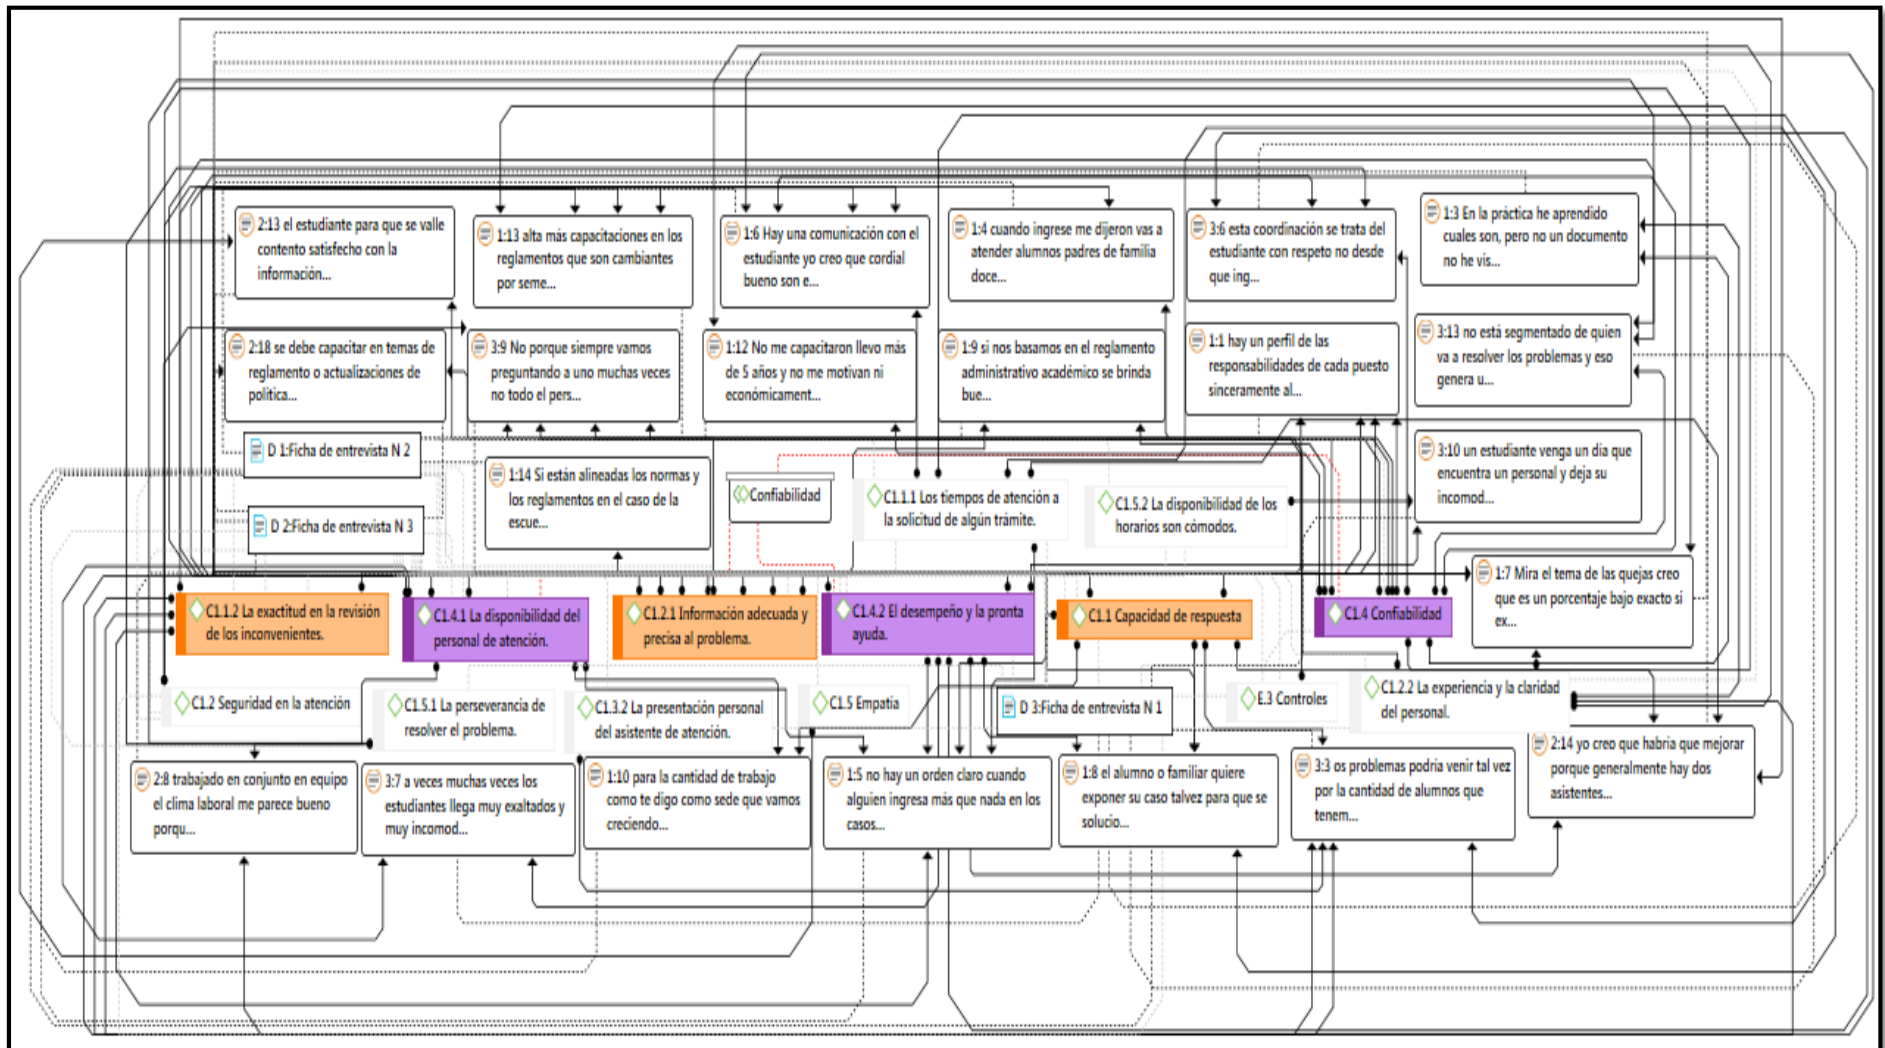 2:13 el estudiante para que se valle
contento satisfecho con la
información...
1:13 alta más capacitaciones en los
reglamentos que son cambiantes
por seme...
1:6 Hay una comunicación con el
estudiante yo creo que cordial
bueno son e...
1:4 cuando ingrese me dijeron vas a
atender alumnos padres de familia
doce...
3:6 esta coordinación se trata del
estudiante con respeto no desde
que ing...
1:3 En la práctica he aprendido
cuales son, pero no un documento
no he vis...
2:18 se debe capacitar en temas de
reglamento o actualizaciones de
política...
3:9 No porque siempre vamos
preguntando a uno muchas veces
no todo el pers...
1:12 No me capacitaron llevo más
de 5 años y no me motivan ni
económicament...
1:9 si nos basamos en el reglamento
administrativo académico se brinda
bue...
1:1 hay un perfil de las
responsabilidades de cada puesto
sinceramente al...
3:13 no está segmentado de quien
va a resolver los problemas y eso
genera u...
D 1:Ficha de entrevista N 2
1:14 Si están alineadas los normas y
los reglamentos en el caso de la
escue...
Confiabilidad
C1.1.1 Los tiempos de atención a
la solicitud de algún trámite.
C1.5.2 La disponibilidad de los
horarios son cómodos.
3:10 un estudiante venga un día que
encuentra un personal y deja su
incomod...
D 2:Ficha de entrevista N 3
1:7 Mira el tema de las quejas creo
que es un porcentaje bajo exacto si
ex...
C1.1.2 La exactitud en la revisión
de los inconvenientes.
C1.4.1 La disponibilidad del
personal de atención.
C1.2.1 Información adecuada y
precisa al problema.
C1.4.2 El desempeño y la pronta
ayuda.
C1.1 Capacidad de respuesta
C1.4 Confiabilidad
C1.2 Seguridad en la atención
C1.5.1 La perseverancia de
resolver el problema.
C1.3.2 La presentación personal
del asistente de atención.
C1.5 Empatia
D 3:Ficha de entrevista N 1
E.3 Controles
C1.2.2 La experiencia y la claridad
del personal.
2:8 trabajado en conjunto en equipo
el clima laboral me parece bueno
porqu...
3:7 a veces muchas veces los
estudiantes llega muy exaltados y
muy incomod...
1:10 para la cantidad de trabajo
como te digo como sede que vamos
creciendo...
1:5 no hay un orden claro cuando
alguien ingresa más que nada en los
casos...
1:8 el alumno o familiar quiere
exponer su caso talvez para que se
solucio...
3:3 os problemas podría venir tal vez
por la cantidad de alumnos que
tenem...
2:14 yo creo que habría que mejorar
porque generalmente hay dos
asistentes...